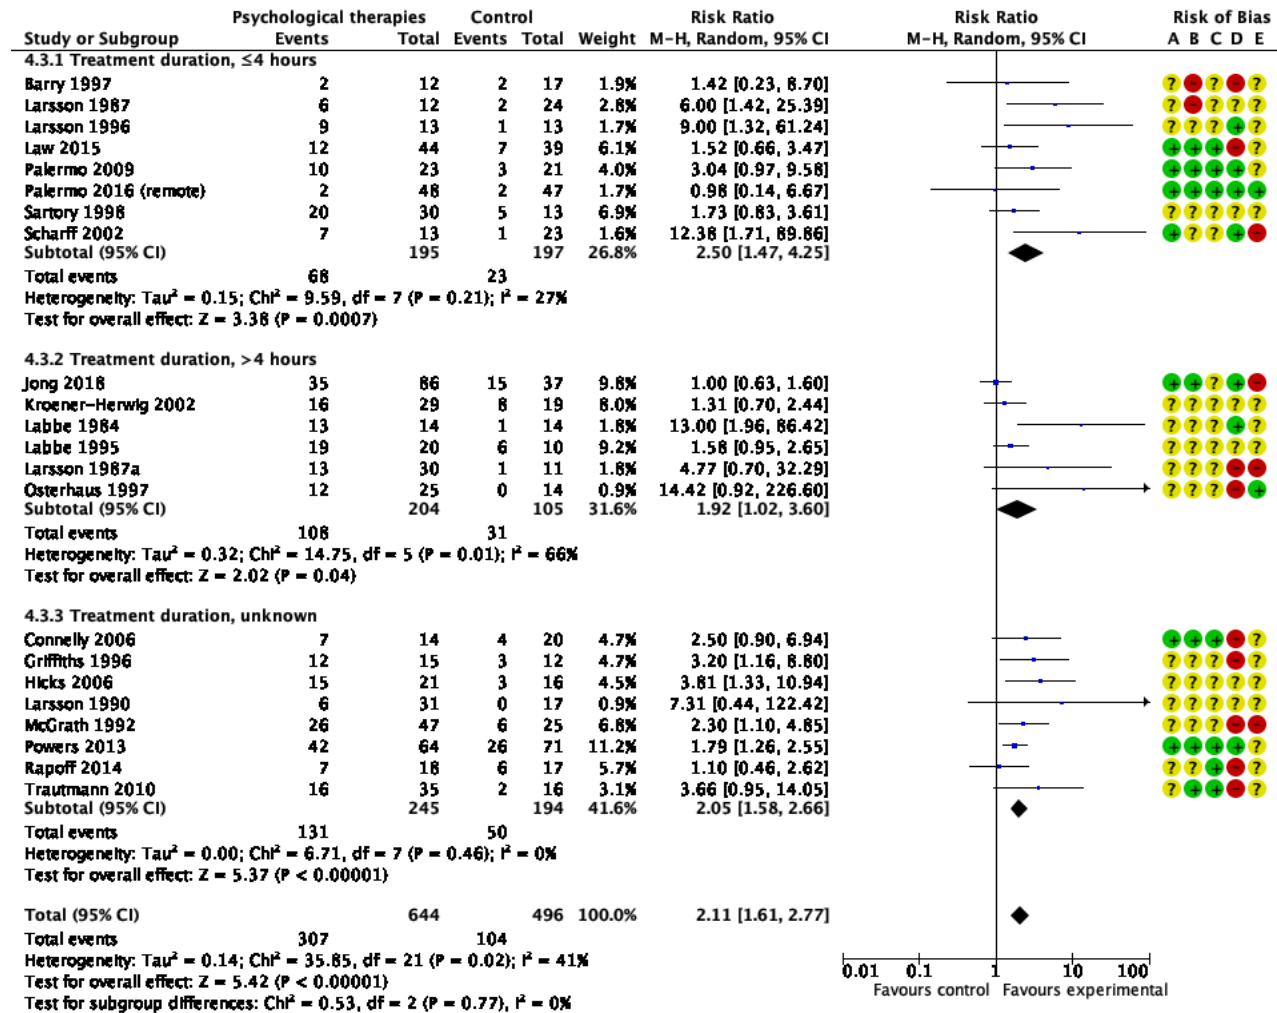 Psychological therapies Control Risk Ratio Risk Ratio Risk of Bias
Study or Subgroup Events Total Events Total Weight M-H, Random, 95% CI M-H, Random, 95% CI A B C D E
4.3.1 Treatment duration, ≤4 hours
Barry 1997 2 12 2 17 1.9% 1.42 [0.23, 8.70] ? - ? - ?
Larsson 1987 6 12 2 24 2.8% 6.00 [1.42, 25.39] ? - ? ? ?
Larsson 1996 9 13 1 13 1.7% 9.00 [1.32, 61.24] ? ? ? + ?
Law 2015 12 44 7 39 6.1% 1.52 [0.66, 3.47] + + + - ?
Palermo 2009 10 23 3 21 4.0% 3.04 [0.97, 9.58] + + + + ?
Palermo 2016 (remote) 2 48 2 47 1.7% 0.98 [0.14, 6.67] + + + + +
Sartory 1998 20 30 5 13 6.9% 1.73 [0.83, 3.61] ? ? ? ? ?
Scharff 2002 7 13 1 23 1.6% 12.38 [1.71, 89.86] + ? ? + -
Subtotal (95% CI) 195 197 26.8% 2.50 [1.47, 4.25]
Total events 68 23
Heterogeneity: Tau² = 0.15; Chi² = 9.59, df = 7 (P = 0.21); I² = 27%
Test for overall effect: Z = 3.38 (P = 0.0007)
4.3.2 Treatment duration, >4 hours
Jong 2018 35 86 15 37 9.8% 1.00 [0.63, 1.60] + + ? + -
Kroener-Herwig 2002 16 29 8 19 8.0% 1.31 [0.70, 2.44] ? ? ? ? ?
Labbe 1984 13 14 1 14 1.8% 13.00 [1.96, 86.42] ? ? ? + ?
Labbe 1995 19 20 6 10 9.2% 1.58 [0.95, 2.65] ? ? ? ? ?
Larsson 1987a 13 30 1 11 1.8% 4.77 [0.70, 32.29] ? ? ? - -
Osterhaus 1997 12 25 0 14 0.9% 14.42 [0.92, 226.60] ? ? ? - +
Subtotal (95% CI) 204 105 31.6% 1.92 [1.02, 3.60]
Total events 108 31
Heterogeneity: Tau² = 0.32; Chi² = 14.75, df = 5 (P = 0.01); I² = 66%
Test for overall effect: Z = 2.02 (P = 0.04)
4.3.3 Treatment duration, unknown
Connelly 2006 7 14 4 20 4.7% 2.50 [0.90, 6.94] + + + - ?
Griffiths 1996 12 15 3 12 4.7% 3.20 [1.16, 8.80] ? ? ? - ?
Hicks 2006 15 21 3 16 4.5% 3.81 [1.33, 10.94] ? ? ? ? ?
Larsson 1990 6 31 0 17 0.9% 7.31 [0.44, 122.42] ? ? ? ? ?
McGrath 1992 26 47 6 25 6.8% 2.30 [1.10, 4.85] ? ? ? - -
Powers 2013 42 64 26 71 11.2% 1.79 [1.26, 2.55] + + + + ?
Rapoff 2014 7 18 6 17 5.7% 1.10 [0.46, 2.62] ? ? + - ?
Trautmann 2010 16 35 2 16 3.1% 3.66 [0.95, 14.05] ? + + - ?
Subtotal (95% CI) 245 194 41.6% 2.05 [1.58, 2.66]
Total events 131 50
Heterogeneity: Tau² = 0.00; Chi² = 6.71, df = 7 (P = 0.46); I² = 0%
Test for overall effect: Z = 5.37 (P < 0.00001)
Total (95% CI) 644 496 100.0% 2.11 [1.61, 2.77]
Total events 307 104
Heterogeneity: Tau² = 0.14; Chi² = 35.85, df = 21 (P = 0.02); I² = 41%
Test for overall effect: Z = 5.42 (P < 0.00001)
Test for subgroup differences: Chi² = 0.53, df = 2 (P = 0.77), I² = 0%
0.01 0.1 1 10 100
Favours control Favours experimental